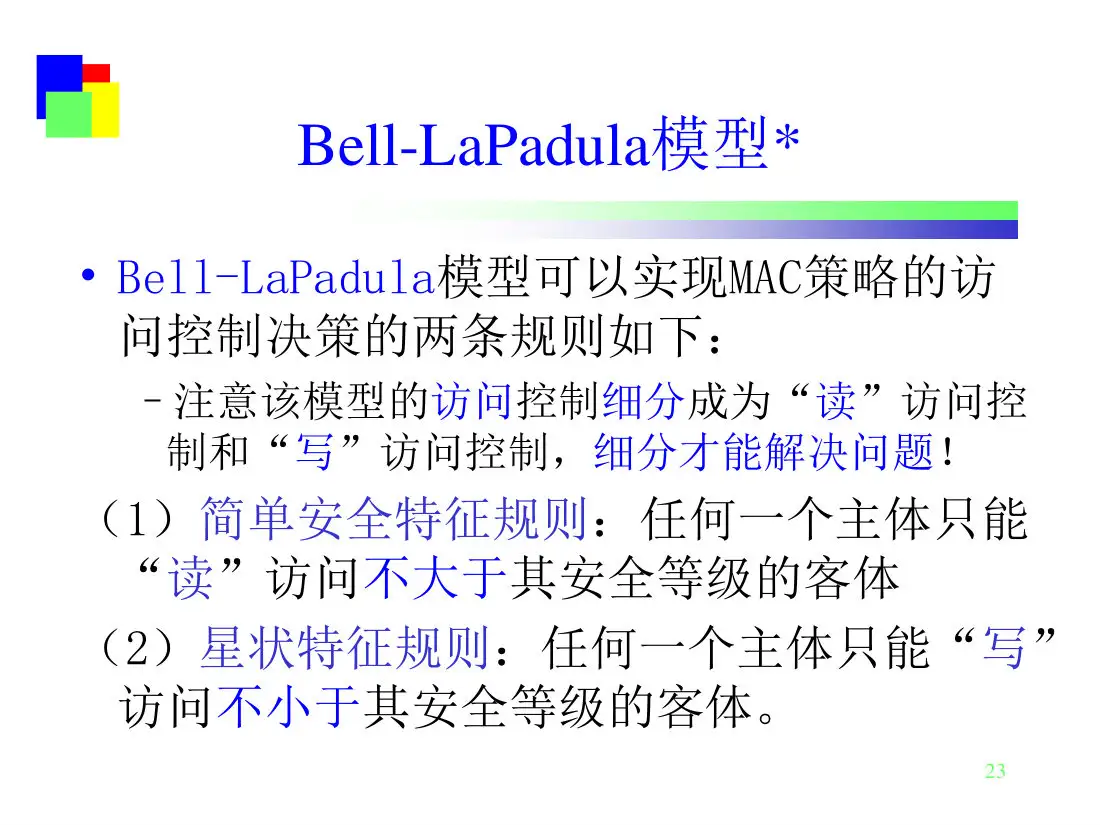 Bell-LaPadula模型*
• Bell-LaPadula模型可以实现MAC策略的访
问控制决策的两条规则如下：
–注意该模型的访问控制细分成为“读”访问控
制和“写”访问控制，细分才能解决问题！
（1）简单安全特征规则：任何一个主体只能
“读”访问不大于其安全等级的客体
（2）星状特征规则：任何一个主体只能“写”
访问不小于其安全等级的客体。
23